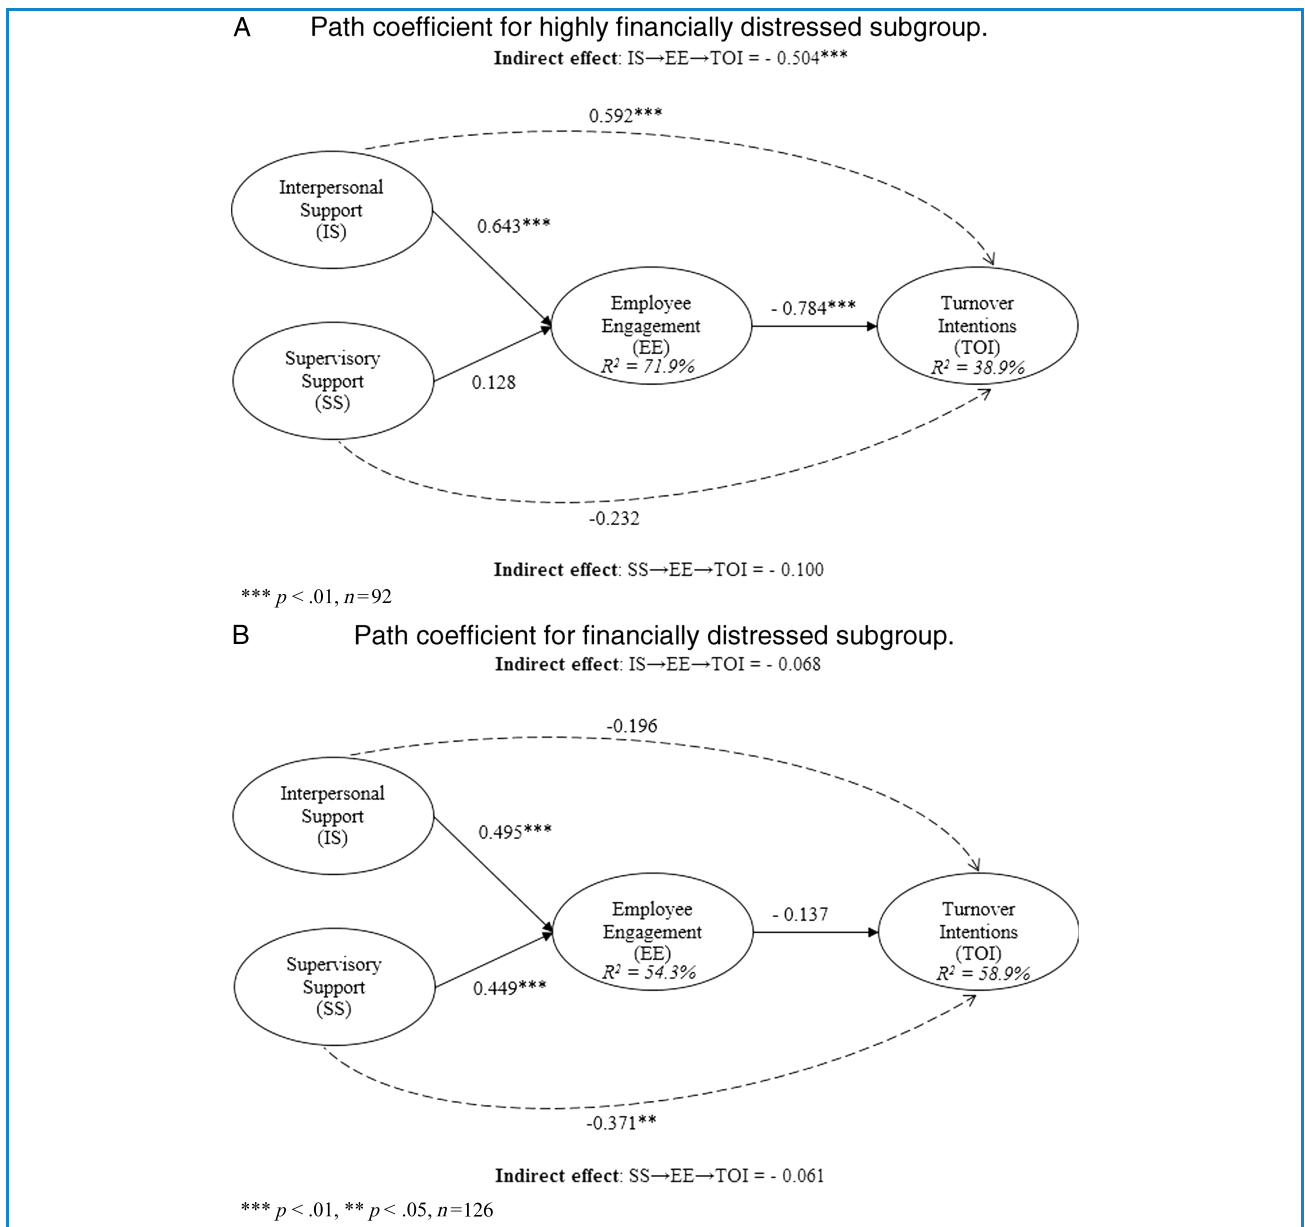 A Path coefficient for highly financially distressed subgroup.
Indirect effect: IS→EE→TOI = - 0.504***
0.592***
Interpersonal
Support
(IS)
0.643***
Employee
Engagement
(EE)
R² = 71.9%
- 0.784***
Turnover
Intentions
(TOI)
R² = 38.9%
Supervisory
Support
(SS)
0.128
-0.232
Indirect effect: SS→EE→TOI = - 0.100
*** p < .01, n=92
B Path coefficient for financially distressed subgroup.
Indirect effect: IS→EE→TOI = - 0.068
-0.196
Interpersonal
Support
(IS)
0.495***
Employee
Engagement
(EE)
R² = 54.3%
- 0.137
Turnover
Intentions
(TOI)
R² = 58.9%
Supervisory
Support
(SS)
0.449***
-0.371**
Indirect effect: SS→EE→TOI = - 0.061
*** p < .01, ** p < .05, n=126